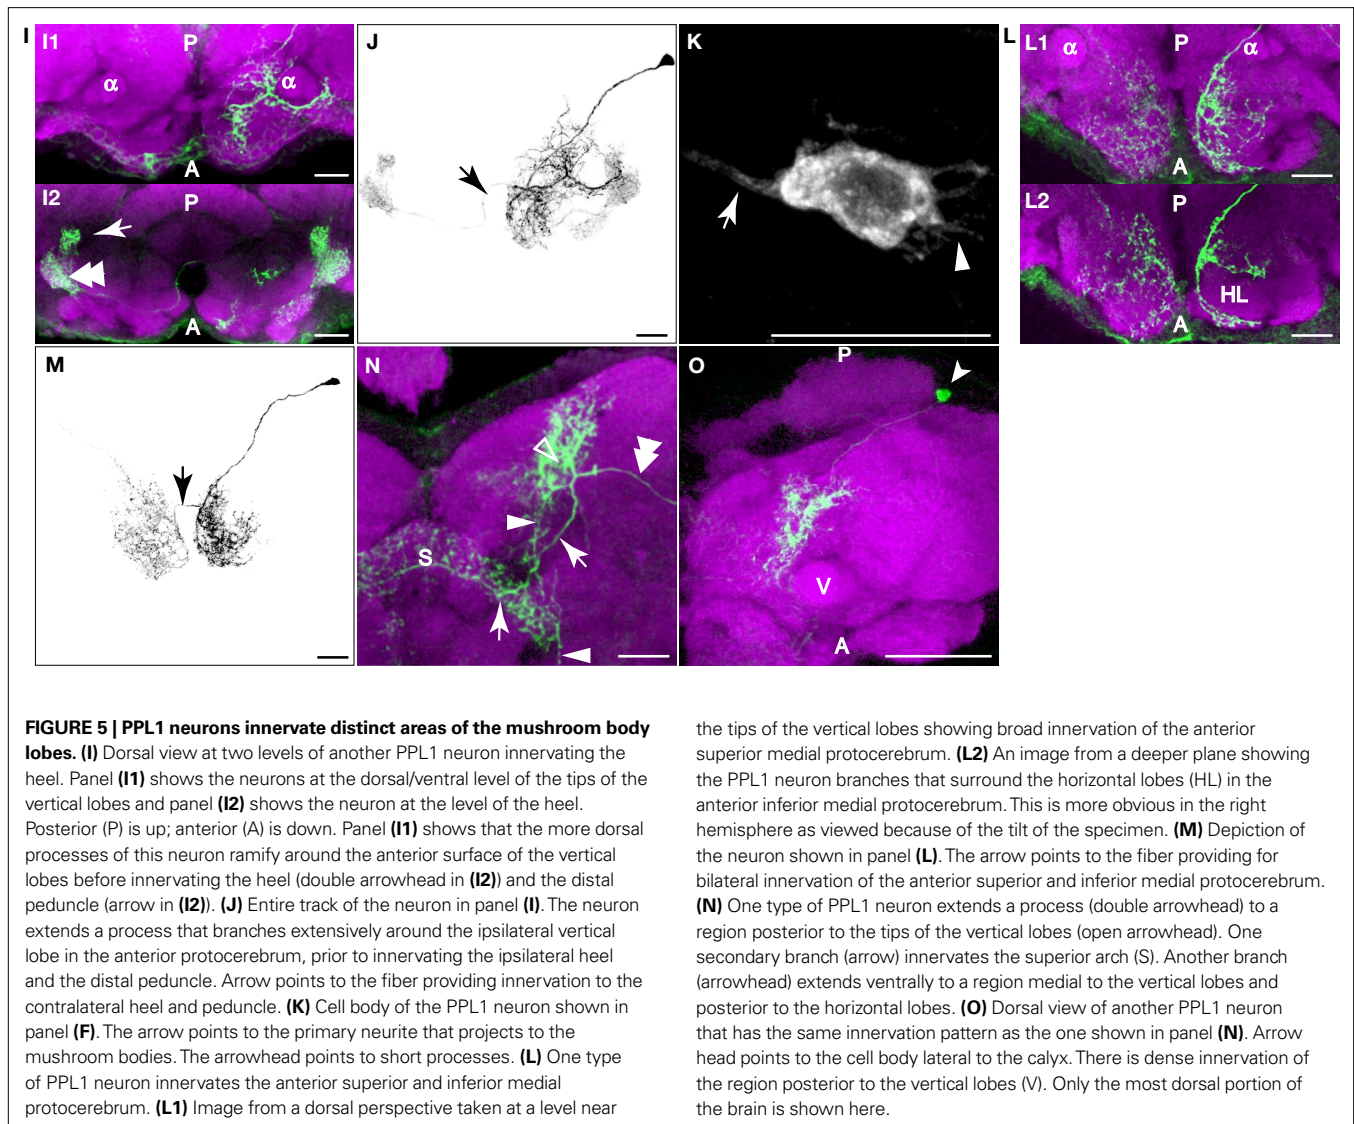 I
I1
P
α
α
A
I2
P
A
J
K
L
L1
α
P
α
A
L2
P
HL
A
M
N
S
O
P
V
A
FIGURE 5 | PPL1 neurons innervate distinct areas of the mushroom body
lobes. (I) Dorsal view at two levels of another PPL1 neuron innervating the
heel. Panel (I1) shows the neurons at the dorsal/ventral level of the tips of the
vertical lobes and panel (I2) shows the neuron at the level of the heel.
Posterior (P) is up; anterior (A) is down. Panel (I1) shows that the more dorsal
processes of this neuron ramify around the anterior surface of the vertical
lobes before innervating the heel (double arrowhead in (I2)) and the distal
peduncle (arrow in (I2)). (J) Entire track of the neuron in panel (I). The neuron
extends a process that branches extensively around the ipsilateral vertical
lobe in the anterior protocerebrum, prior to innervating the ipsilateral heel
and the distal peduncle. Arrow points to the fiber providing innervation to the
contralateral heel and peduncle. (K) Cell body of the PPL1 neuron shown in
panel (F). The arrow points to the primary neurite that projects to the
mushroom bodies. The arrowhead points to short processes. (L) One type
of PPL1 neuron innervates the anterior superior and inferior medial
protocerebrum. (L1) Image from a dorsal perspective taken at a level near
the tips of the vertical lobes showing broad innervation of the anterior
superior medial protocerebrum. (L2) An image from a deeper plane showing
the PPL1 neuron branches that surround the horizontal lobes (HL) in the
anterior inferior medial protocerebrum. This is more obvious in the right
hemisphere as viewed because of the tilt of the specimen. (M) Depiction of
the neuron shown in panel (L). The arrow points to the fiber providing for
bilateral innervation of the anterior superior and inferior medial protocerebrum.
(N) One type of PPL1 neuron extends a process (double arrowhead) to a
region posterior to the tips of the vertical lobes (open arrowhead). One
secondary branch (arrow) innervates the superior arch (S). Another branch
(arrowhead) extends ventrally to a region medial to the vertical lobes and
posterior to the horizontal lobes. (O) Dorsal view of another PPL1 neuron
that has the same innervation pattern as the one shown in panel (N). Arrow
head points to the cell body lateral to the calyx. There is dense innervation of
the region posterior to the vertical lobes (V). Only the most dorsal portion of
the brain is shown here.